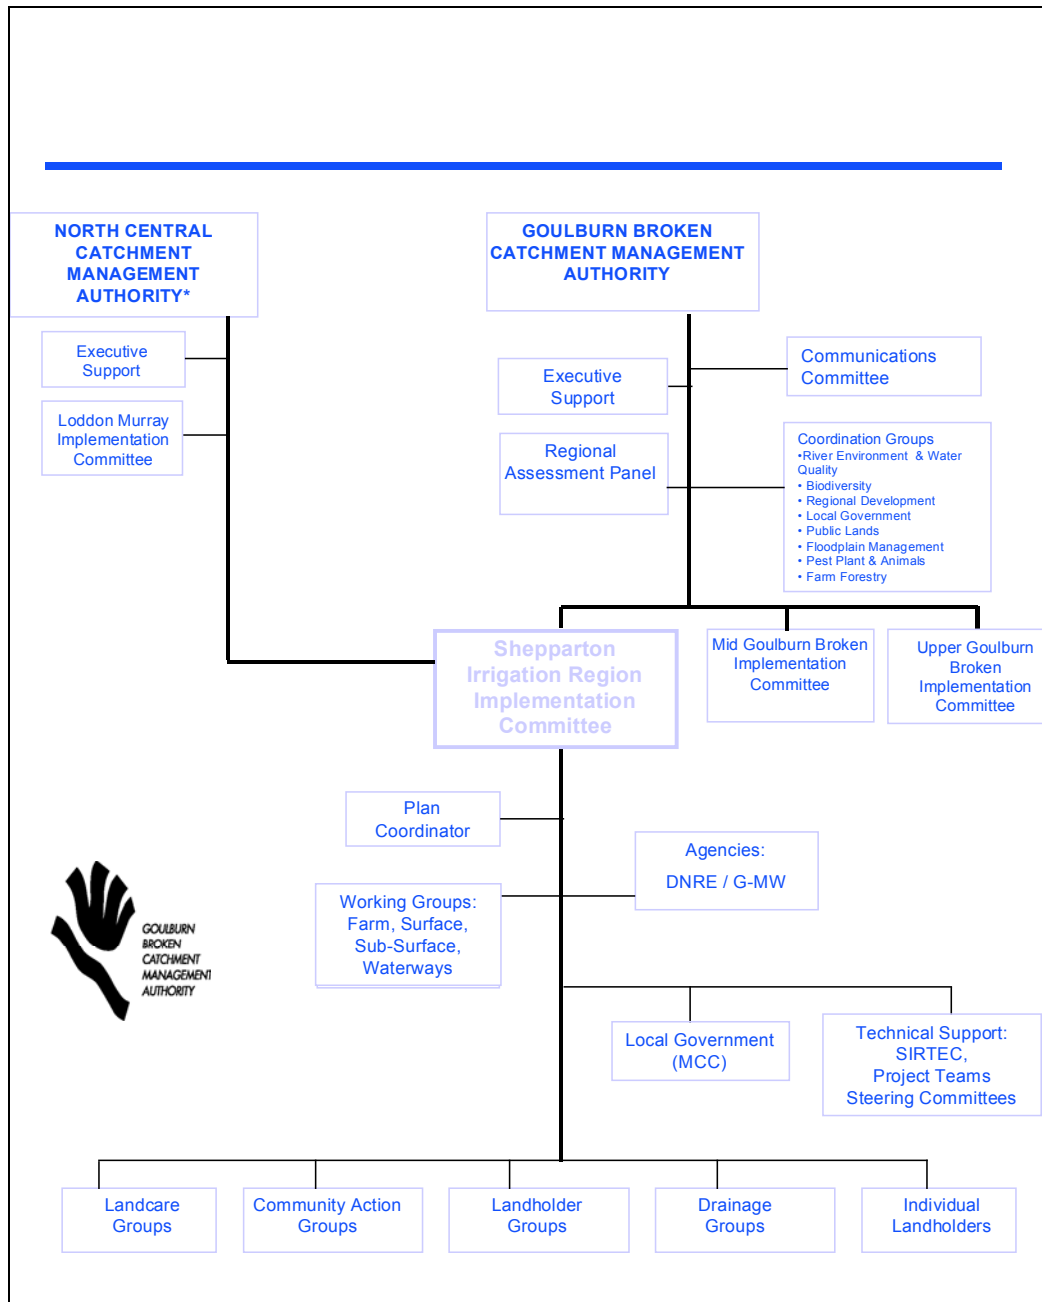 NORTH CENTRAL
CATCHMENT
MANAGEMENT
AUTHORITY*
GOULBURN BROKEN
CATCHMENT MANAGEMENT
AUTHORITY
Executive
Support
Communications
Committee
Executive
Support
Loddon Murray
Implementation
Committee
Regional
Assessment Panel
Coordination Groups
•River Environment & Water
Quality
• Biodiversity
• Regional Development
• Local Government
• Public Lands
• Floodplain Management
• Pest Plant & Animals
• Farm Forestry
Shepparton
Irrigation Region
Implementation
Committee
Mid Goulburn Broken
Implementation
Committee
Upper Goulburn
Broken
Implementation
Committee
Plan
Coordinator
Agencies:
DNRE / G-MW
Working Groups:
Farm, Surface,
Sub-Surface,
Waterways
GOULBURN
BROKEN
CATCHMENT
MANAGEMENT
AUTHORITY
Local Government
(MCC)
Technical Support:
SIRTEC,
Project Teams
Steering Committees
Landcare
Groups
Community Action
Groups
Landholder
Groups
Drainage
Groups
Individual
Landholders